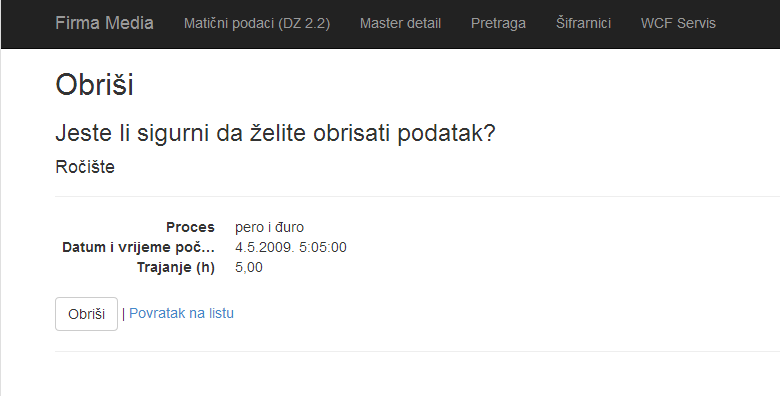 Firma Media Matični podaci (DZ 2.2) Master detail Pretraga Šifrarnici WCF Servis
Obriši
Jeste li sigurni da želite obrisati podatak?
Ročište
Proces pero i đuro
Datum i vrijeme poč... 4.5.2009. 5:05:00
Trajanje (h) 5,00
Obriši | Povratak na listu